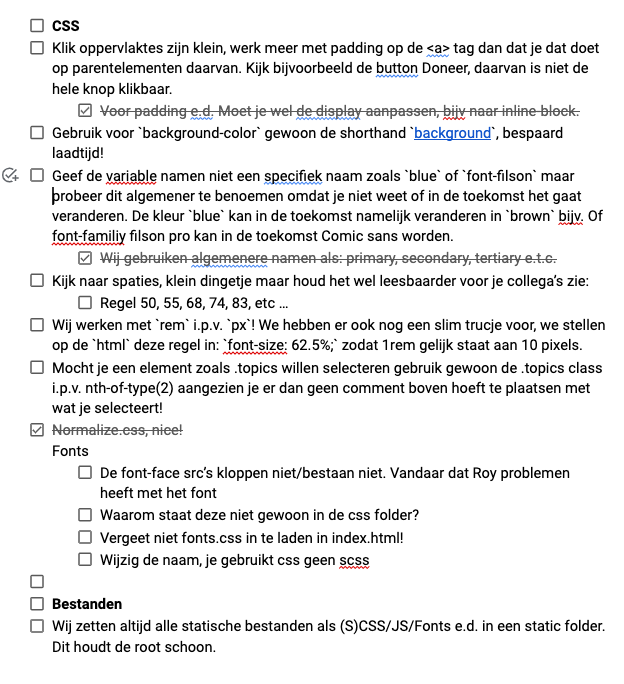 CSS
Klik oppervlaktes zijn klein, werk meer met padding op de <a> tag dan dat je dat doet
op parentelementen daarvan. Kijk bijvoorbeeld de button Doneer, daarvan is niet de
hele knop klikbaar.
Voor padding e.d. Moet je wel de display aanpassen, bijv naar inline block.
Gebruik voor `background-color` gewoon de shorthand `background`, bespaard
laadtijd!
Geef de variable namen niet een specifiek naam zoals `blue` of `font-filson` maar
probeer dit algemener te benoemen omdat je niet weet of in de toekomst het gaat
veranderen. De kleur `blue` kan in de toekomst namelijk veranderen in `brown` bijv. Of
font-familiy filson pro kan in de toekomst Comic sans worden.
Wij gebruiken algemenere namen als: primary, secondary, tertiary e.t.c.
Kijk naar spaties, klein dingetje maar houd het wel leesbaarder voor je collega's zie:
Regel 50, 55, 68, 74, 83, etc ...
Wij werken met `rem` i.p.v. `px`! We hebben er ook nog een slim trucje voor, we stellen
op de `html` deze regel in: `font-size: 62.5%;` zodat 1rem gelijk staat aan 10 pixels.
Mocht je een element zoals .topics willen selecteren gebruik gewoon de .topics class
i.p.v. nth-of-type(2) aangezien je er dan geen comment boven hoeft te plaatsen met
wat je selecteert!
Normalize.css, nice!
Fonts
De font-face src's kloppen niet/bestaan niet. Vandaar dat Roy problemen
heeft met het font
Waarom staat deze niet gewoon in de css folder?
Vergeet niet fonts.css in te laden in index.html!
Wijzig de naam, je gebruikt css geen scss
Bestanden
Wij zetten altijd alle statische bestanden als (S)CSS/JS/Fonts e.d. in een static folder.
Dit houdt de root schoon.